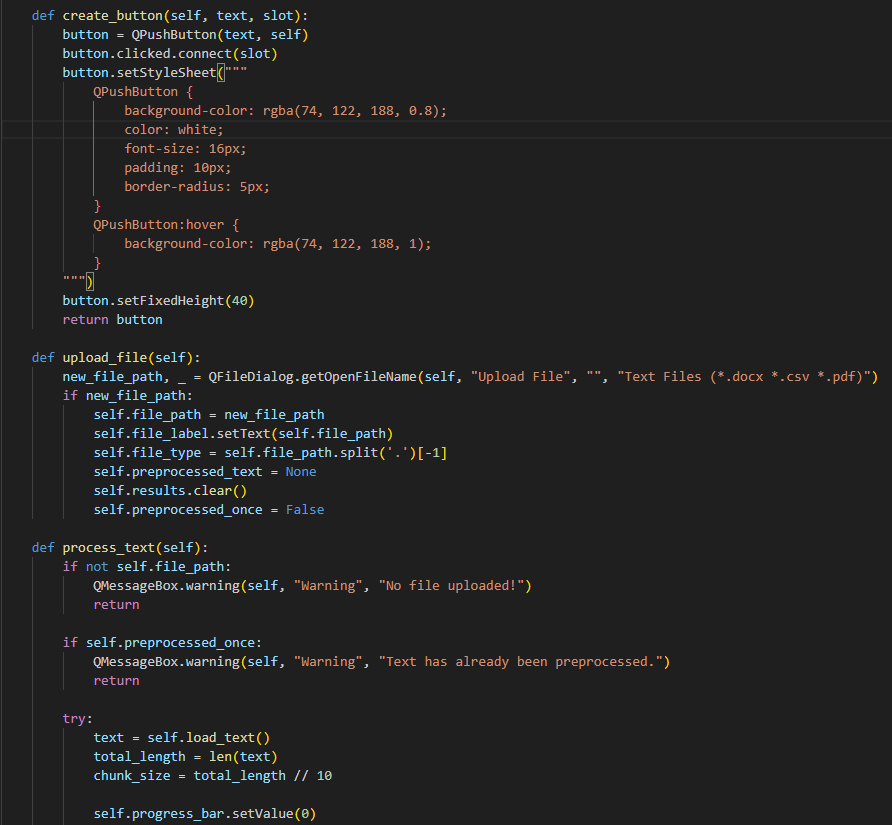 def create_button(self, text, slot):
    button = QPushButton(text, self)
    button.clicked.connect(slot)
    button.setStyleSheet("""
        QPushButton {
            background-color: rgba(74, 122, 188, 0.8);
            color: white;
            font-size: 16px;
            padding: 10px;
            border-radius: 5px;
        }
        QPushButton:hover {
            background-color: rgba(74, 122, 188, 1);
        }
    """)
    button.setFixedHeight(40)
    return button

def upload_file(self):
    new_file_path, _ = QFileDialog.getOpenFileName(self, "Upload File", "", "Text Files (*.docx *.csv *.pdf)")
    if new_file_path:
        self.file_path = new_file_path
        self.file_label.setText(self.file_path)
        self.file_type = self.file_path.split('.')[-1]
        self.preprocessed_text = None
        self.results.clear()
        self.preprocessed_once = False

def process_text(self):
    if not self.file_path:
        QMessageBox.warning(self, "Warning", "No file uploaded!")
        return

    if self.preprocessed_once:
        QMessageBox.warning(self, "Warning", "Text has already been preprocessed.")
        return

    try:
        text = self.load_text()
        total_length = len(text)
        chunk_size = total_length // 10

        self.progress_bar.setValue(0)